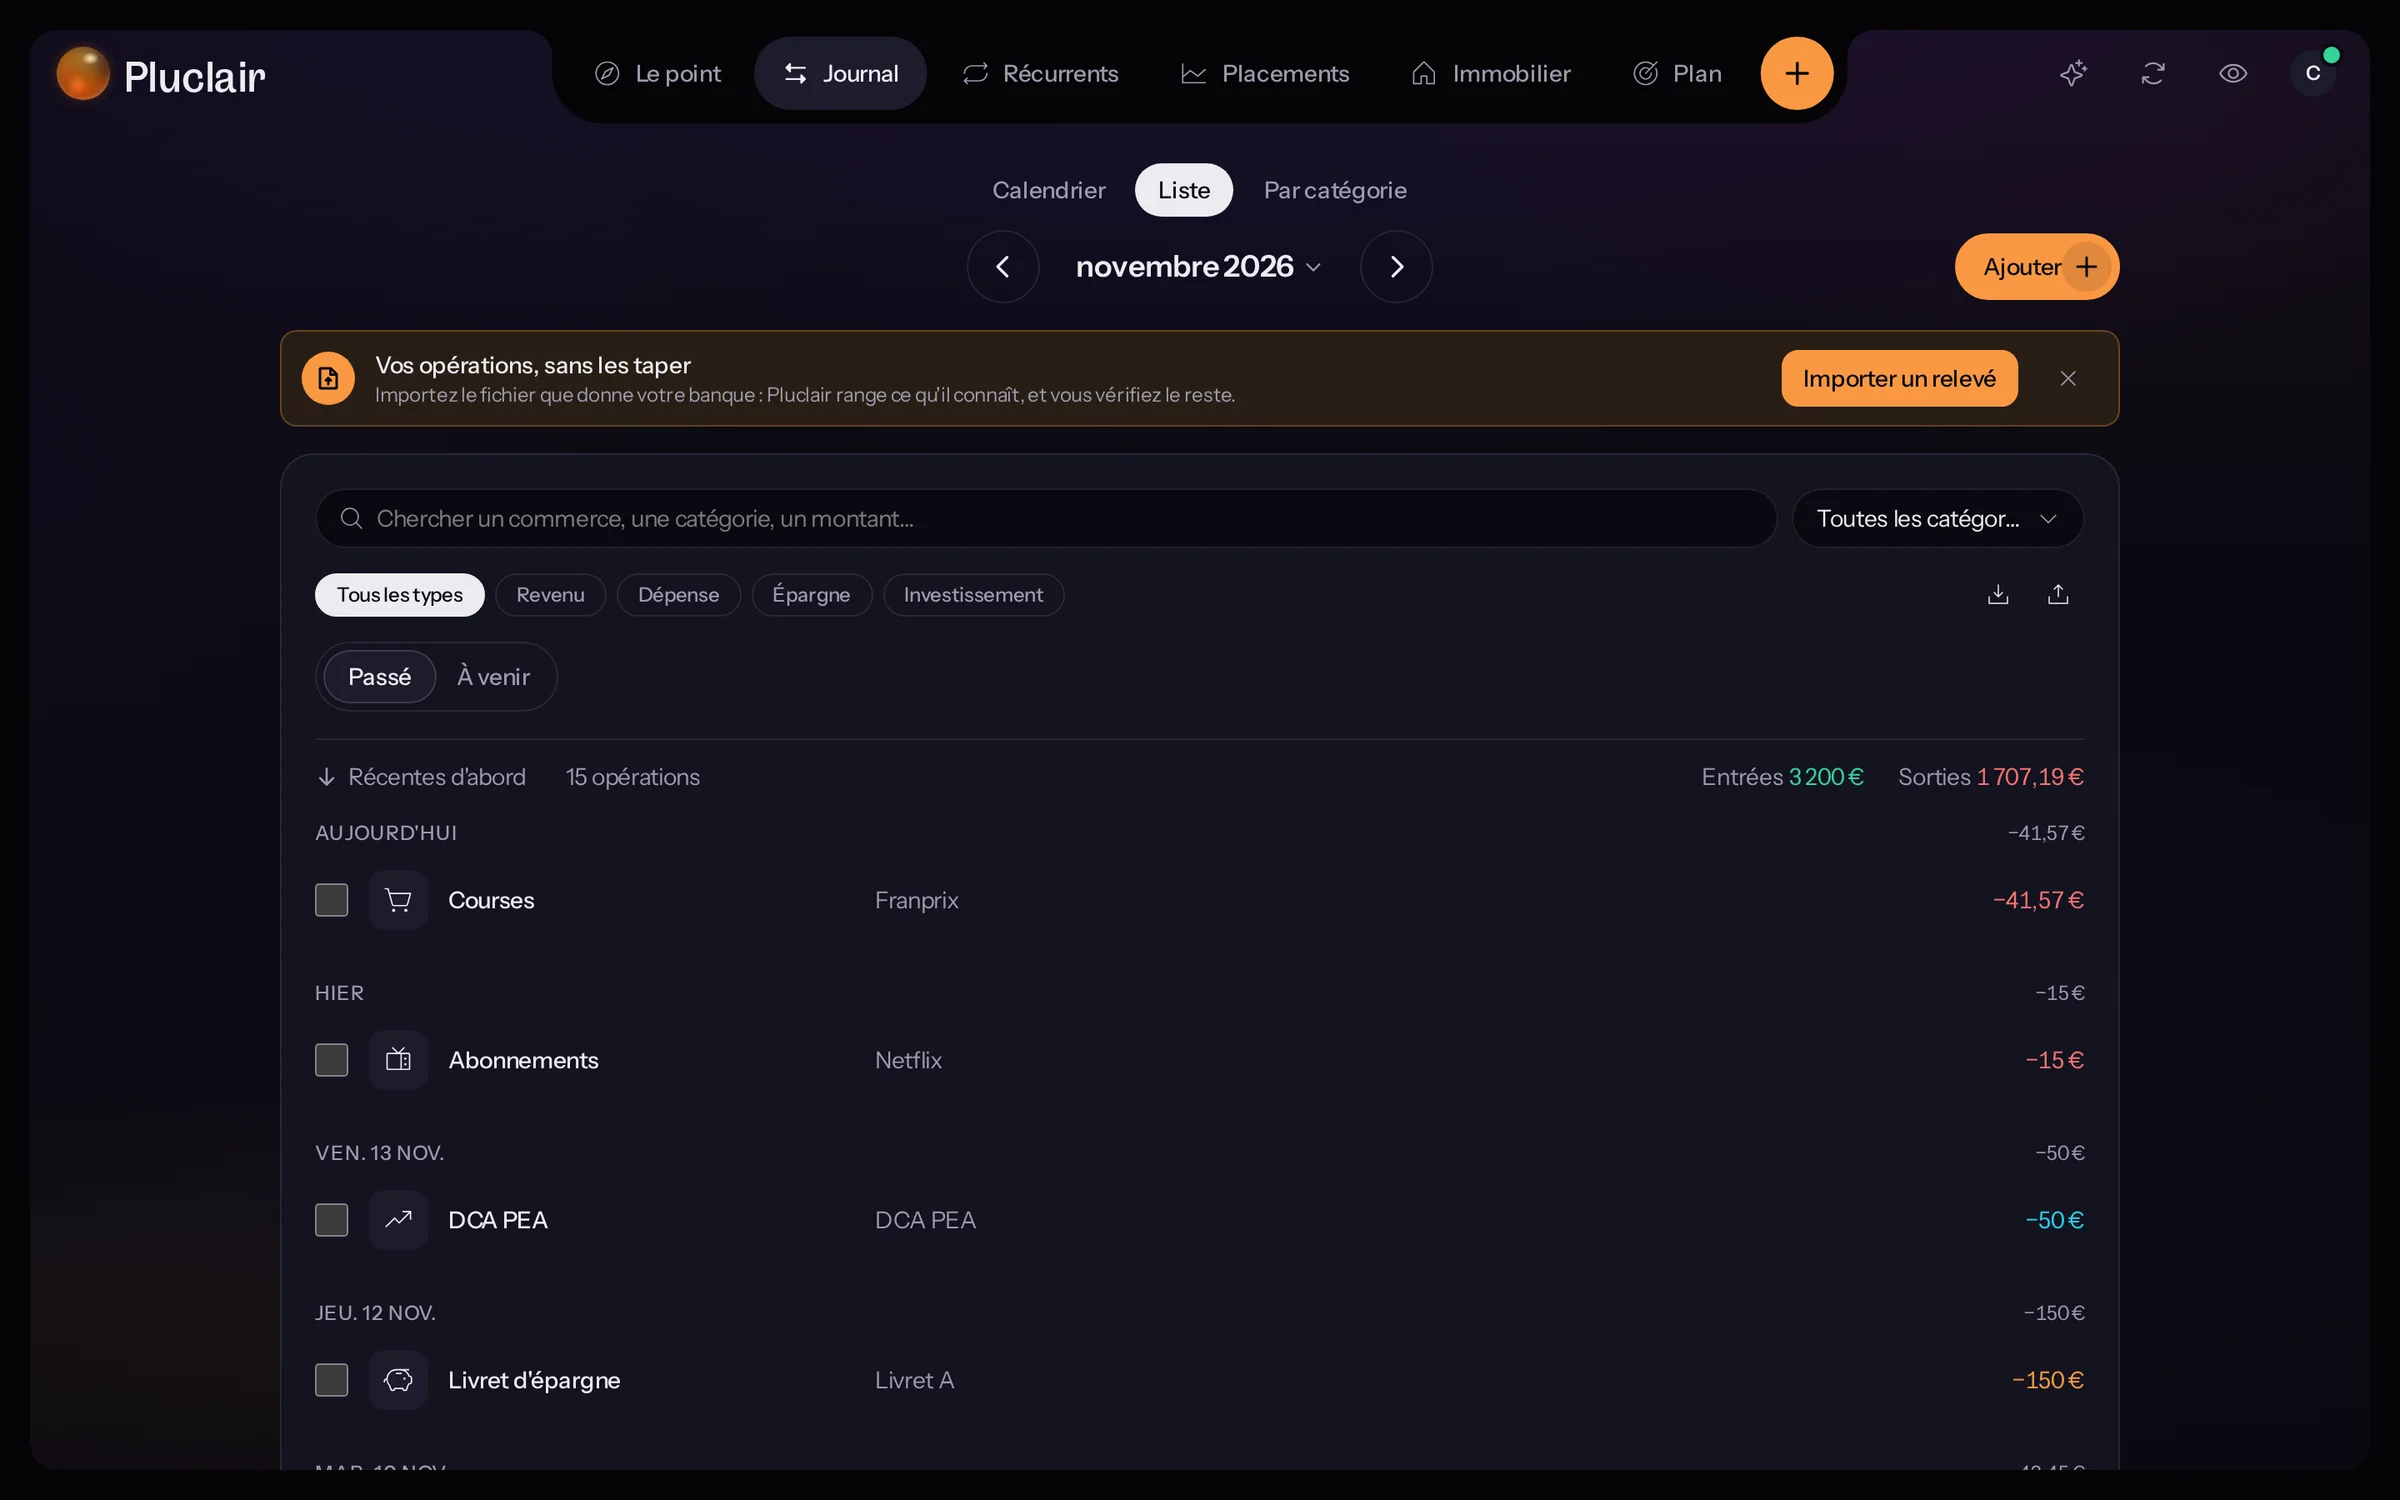 Pluclair
Le point
Journal
Récurrents
Placements
Immobilier
Plan
C
Calendrier
Liste
Par catégorie
novembre 2026
Ajouter
Vos opérations, sans les taper
Importez le fichier que donne votre banque : Pluclair range ce qu'il connaît, et vous vérifiez le reste.
Importer un relevé
Chercher un commerce, une catégorie, un montant...
Toutes les catégor...
Tous les types
Revenu
Dépense
Épargne
Investissement
Passé
À venir
Récentes d'abord
15 opérations
Entrées 3 200 €
Sorties 1 707,19 €
AUJOURD'HUI
−41,57 €
Courses
Franprix
−41,57 €
HIER
−15 €
Abonnements
Netflix
−15 €
VEN. 13 NOV.
−50 €
DCA PEA
DCA PEA
−50 €
JEU. 12 NOV.
−150 €
Livret d'épargne
Livret A
−150 €